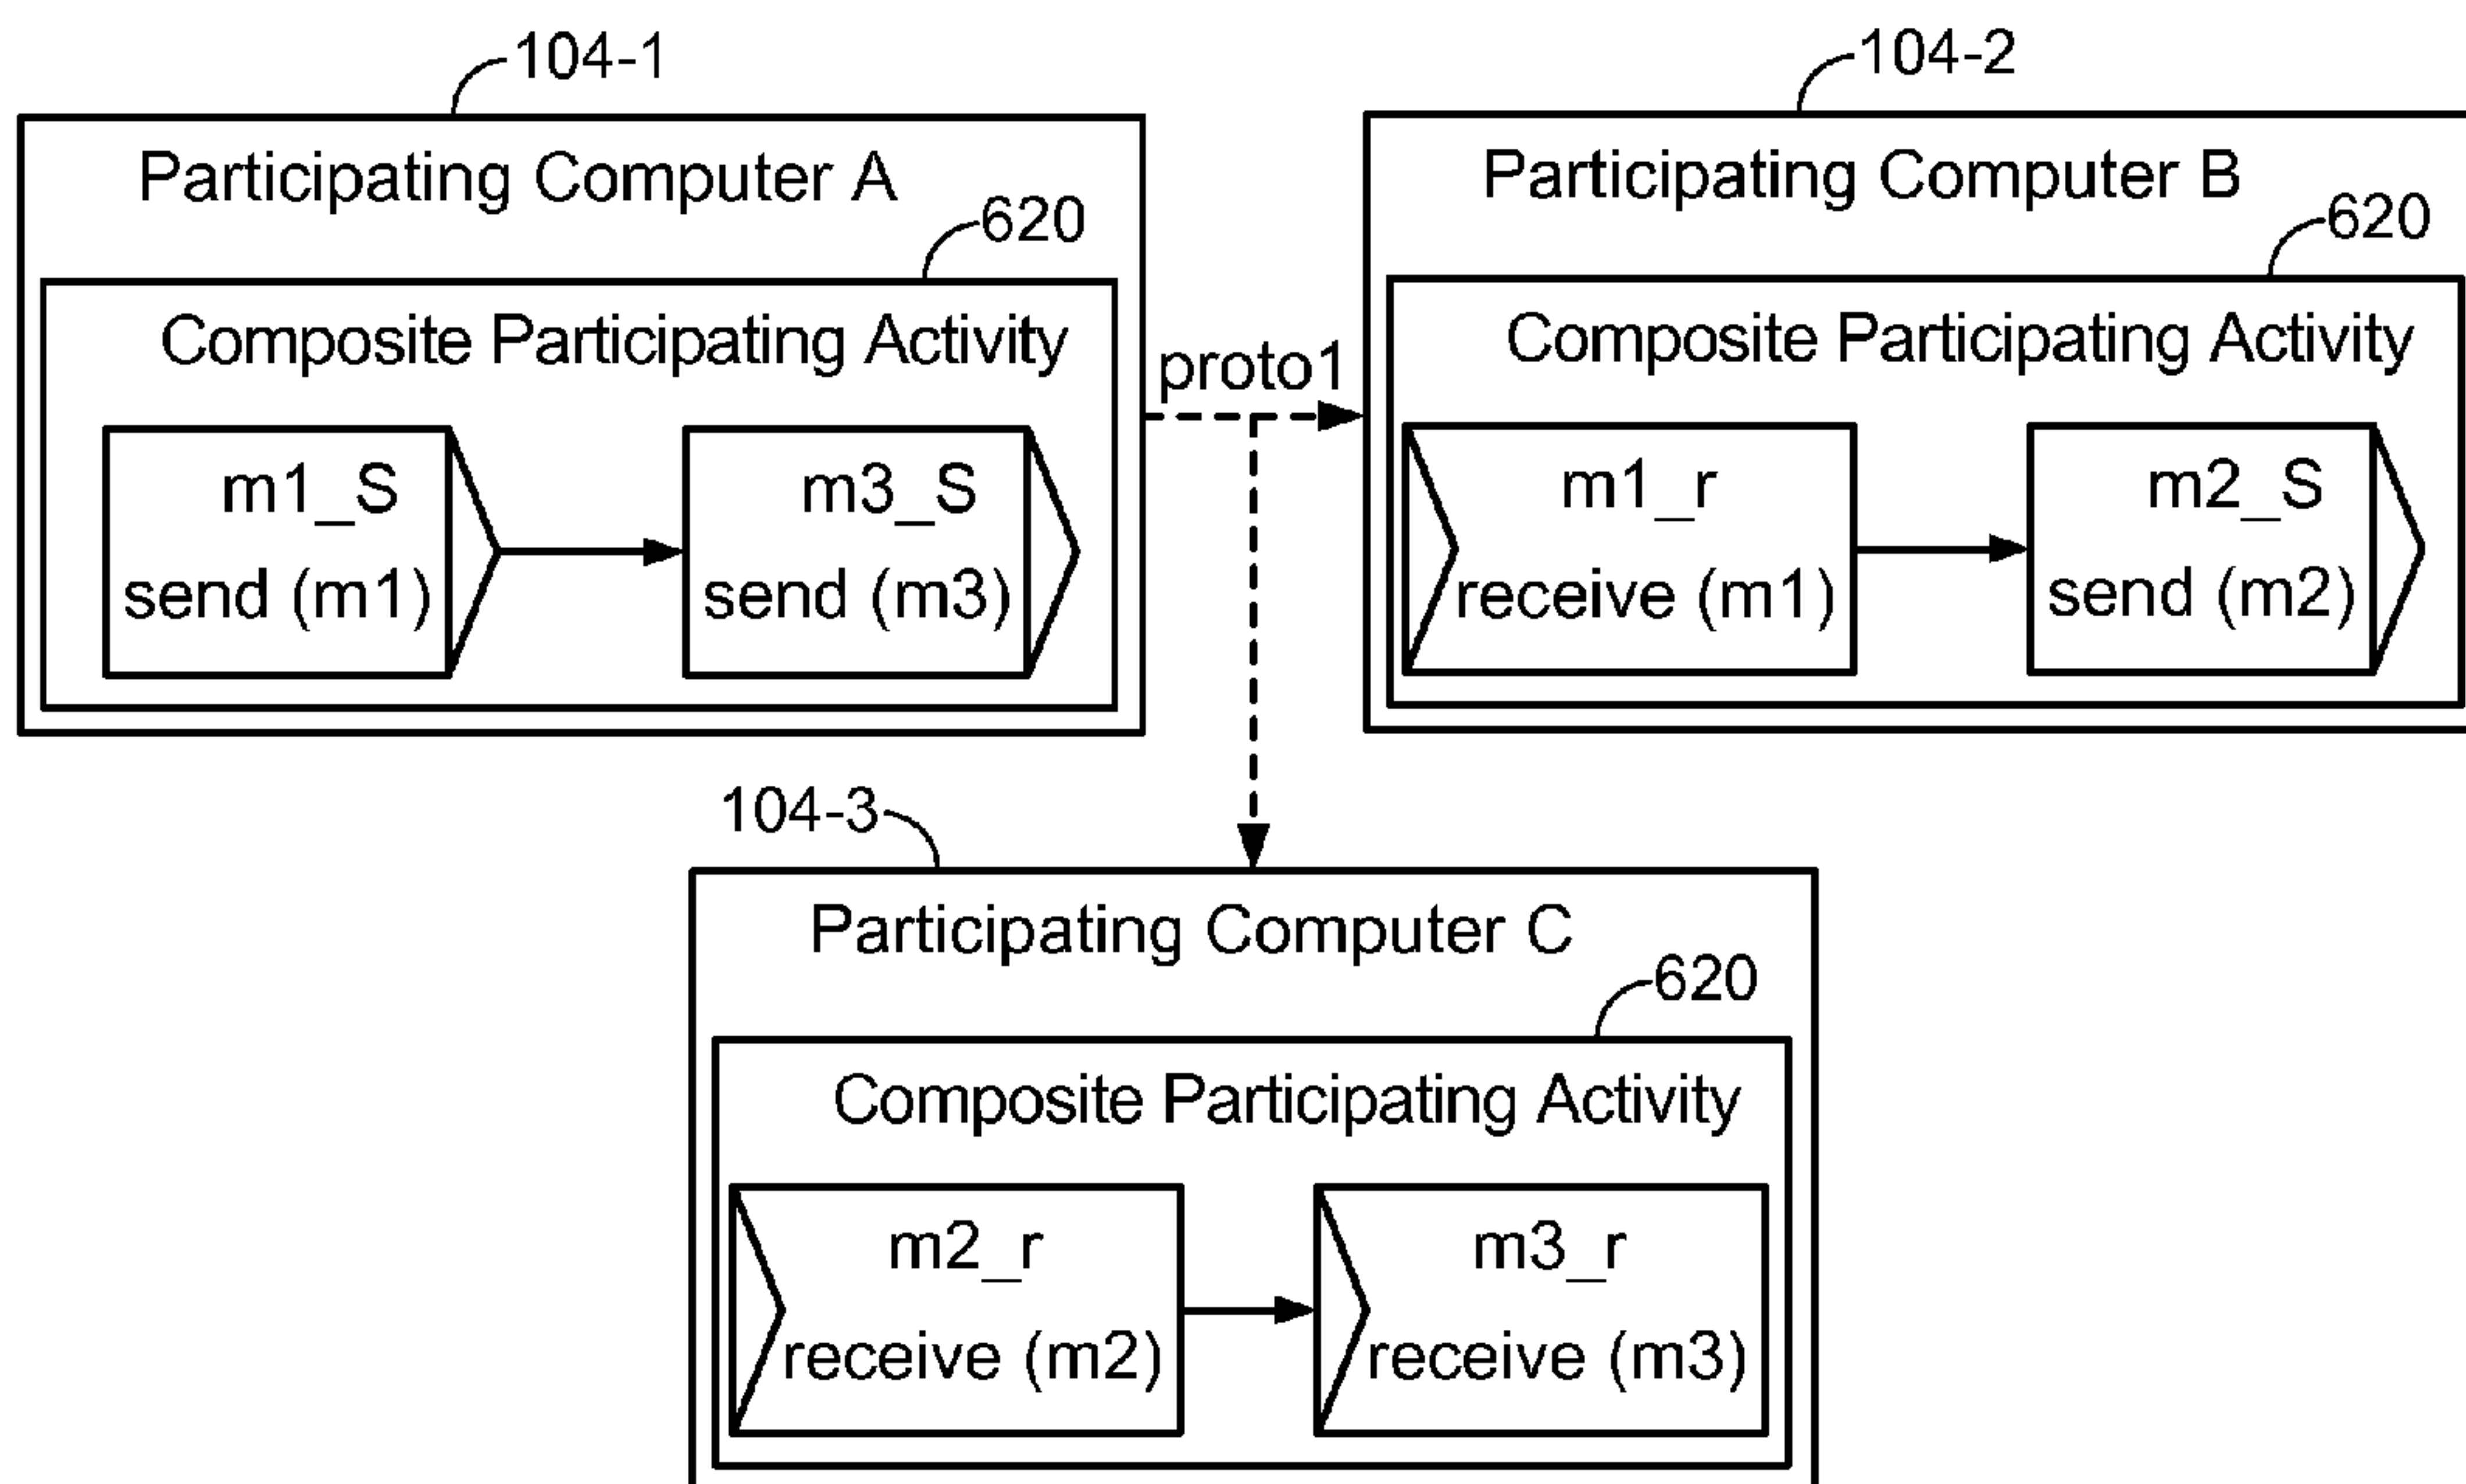 104-1
Participating Computer A
620
Composite Participating Activity
m1_S
send (m1)
m3_S
send (m3)
proto1
104-2
Participating Computer B
620
Composite Participating Activity
m1_r
receive (m1)
m2_S
send (m2)
104-3
Participating Computer C
620
Composite Participating Activity
m2_r
receive (m2)
m3_r
receive (m3)